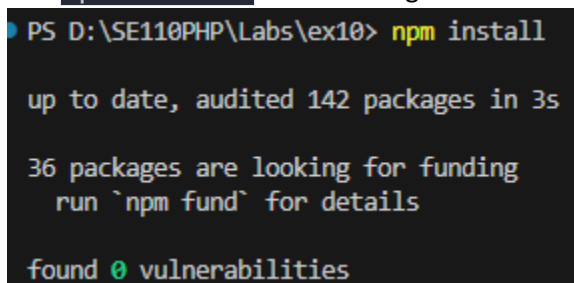 PS D:\SE110PHP\Labs\ex10> npm install
up to date, audited 142 packages in 3s
36 packages are looking for funding
run `npm fund` for details
found 0 vulnerabilities